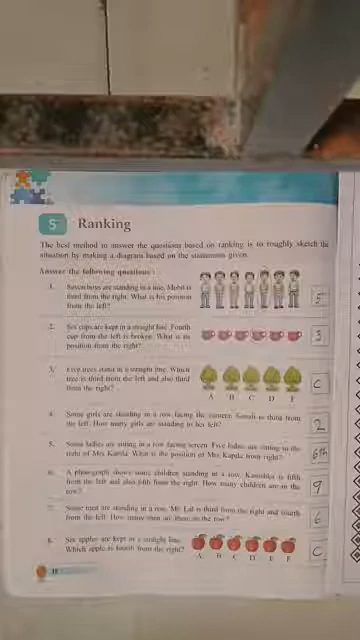 5 Ranking
The best method to answer the questions based on ranking is to roughly sketch the
situation by making a diagram based on the statements given.
Answer the following questions :
1. Seven boys are standing in a line. Mohit is
third from the right. What is his position
from the left?
5
2. Six cups are kept in a straight line. Fourth
cup from the left is broken. What is its
position from the right?
3
3. Five trees stand in a straight line. Which
tree is third from the left and also third
from the right?
A B C D
C
4. Some girls are standing in a row facing the camera. Sonali is third from
the left. How many girls are standing to her left?
2
5. Some ladies are sitting in a row facing screen. Five ladies are sitting to the
right of Mrs Kapila. What is the position of Mrs Kapila from right?
6th
6. A photograph shows some children standing in a row. Kanishka is fifth
from the left and also fifth from the right. How many children are in the
row?
9
7. Some men are standing in a row. Mr. Lal is third from the right and fourth
from the left. How many men are there in the row?
6
8. Six apples are kept in a straight line.
Which apple is fourth from the right?
A B C D E F
C